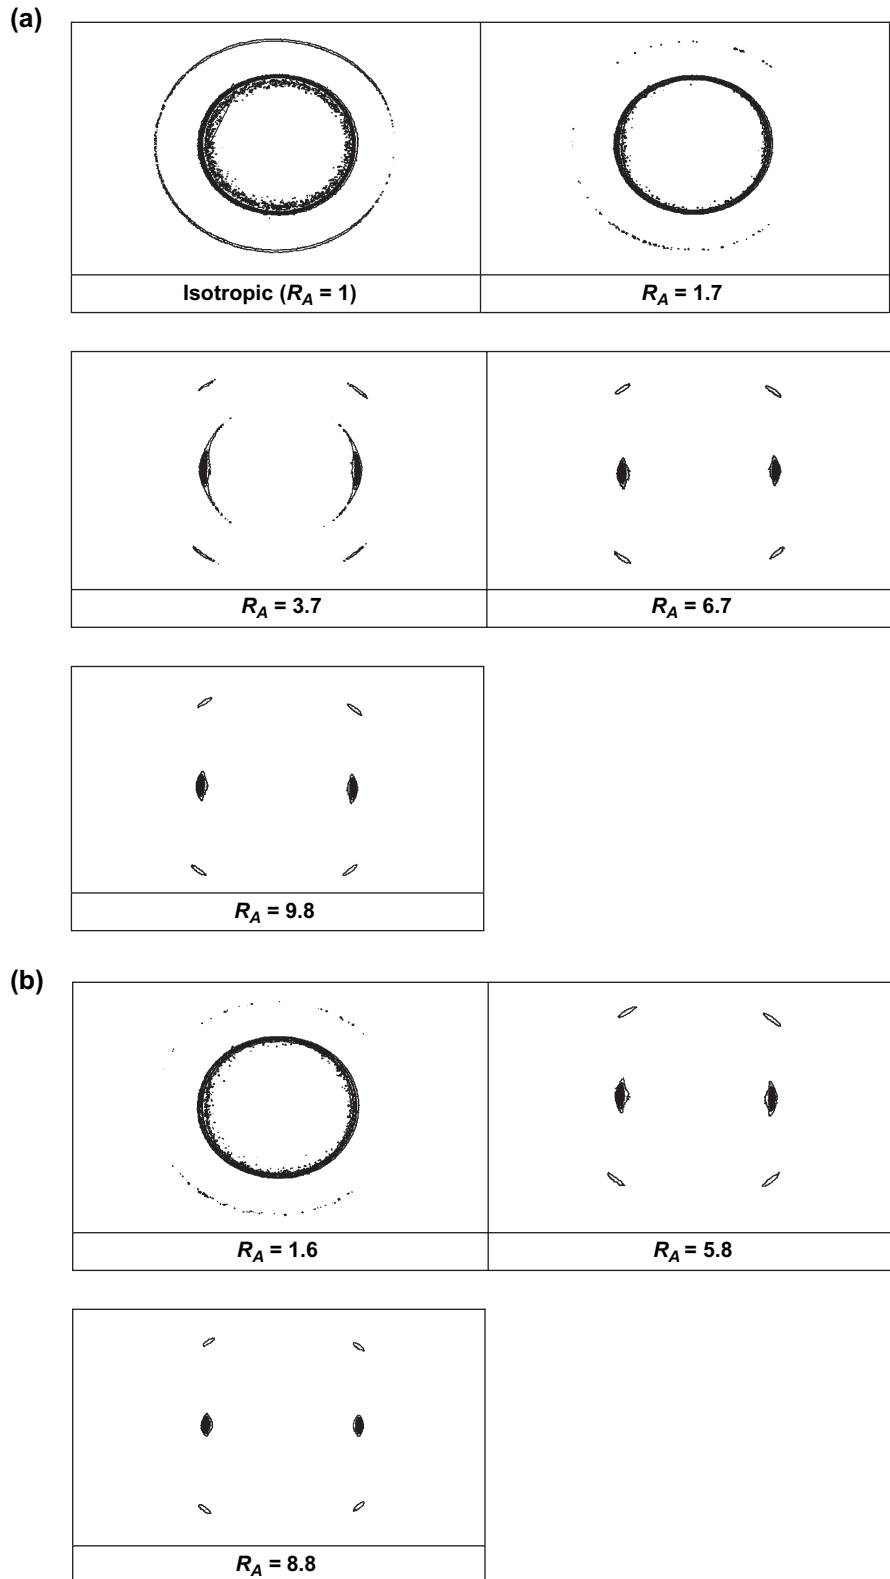 (a)
Isotropic (R_A = 1)
R_A = 1.7
R_A = 3.7
R_A = 6.7
R_A = 9.8
(b)
R_A = 1.6
R_A = 5.8
R_A = 8.8